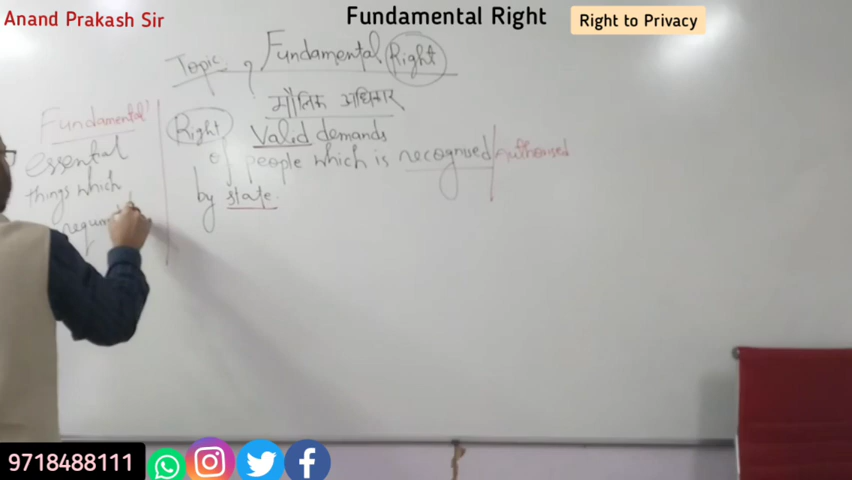 Anand Prakash Sir
Fundamental Right
Right to Privacy
Topic Fundamental Right
मौलिक अधिकार
Fundamental
essential
things which
Right Valid demands
of people which is recognised Authorised
by state.
9718488111